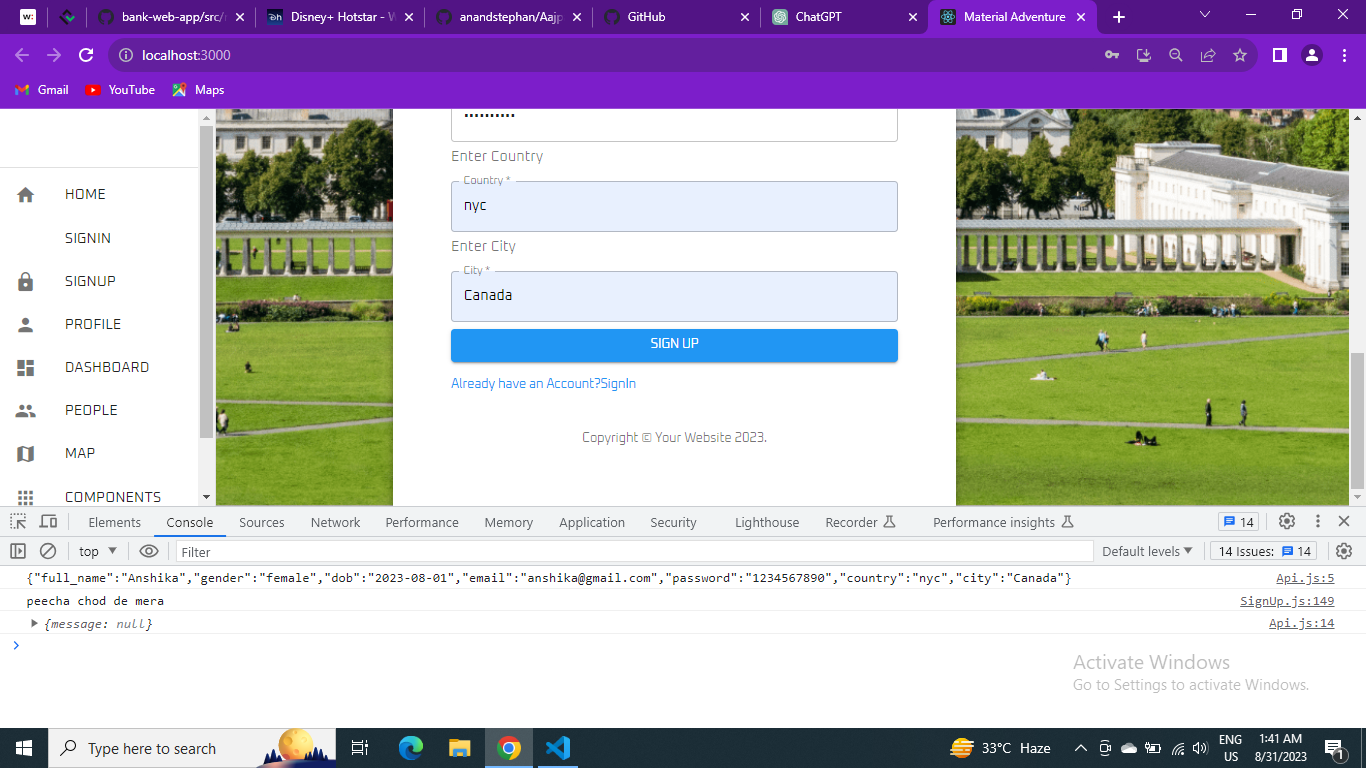 w:
bank-web-app/src/
Disney+ Hotstar - W
anandstephan/Aajp
GitHub
ChatGPT
Material Adventure
localhost:3000
Gmail
YouTube
Maps
HOME
SIGNIN
SIGNUP
PROFILE
DASHBOARD
PEOPLE
MAP
COMPONENTS
••••••••••
Enter Country
Country *
nyc
Enter City
City *
Canada
SIGN UP
Already have an Account?SignIn
Copyright © Your Website 2023.
Elements Console Sources Network Performance Memory Application Security Lighthouse Recorder Performance insights 14
top Filter Default levels 14 Issues: 14
{"full_name":"Anshika","gender":"female","dob":"2023-08-01","email":"anshika@gmail.com","password":"1234567890","country":"nyc","city":"Canada"} Api.js:5
peecha chod de mera SignUp.js:149
{message: null} Api.js:14
Activate Windows
Go to Settings to activate Windows.
Type here to search
33°C Haze
ENG
US
1:41 AM
8/31/2023
1